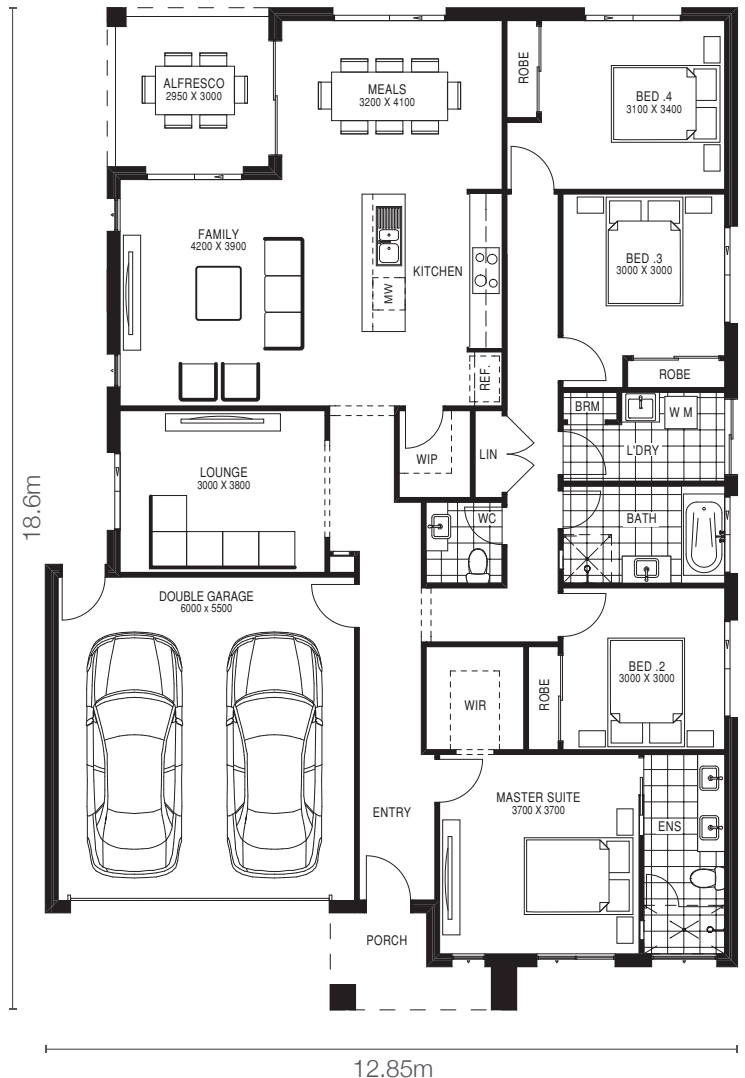 ALFRESCO
2950 X 3000
MEALS
3200 X 4100
ROBE
BED .4
3100 X 3400
FAMILY
4200 X 3900
KITCHEN
MW
BED .3
3000 X 3000
REF.
ROBE
BRM
W M
L'DRY
LOUNGE
3000 X 3800
WIP
LIN
WC
BATH
18.6m
DOUBLE GARAGE
6000 x 5500
BED .2
3000 X 3000
WIR
ROBE
ENTRY
MASTER SUITE
3700 X 3700
ENS
PORCH
12.85m